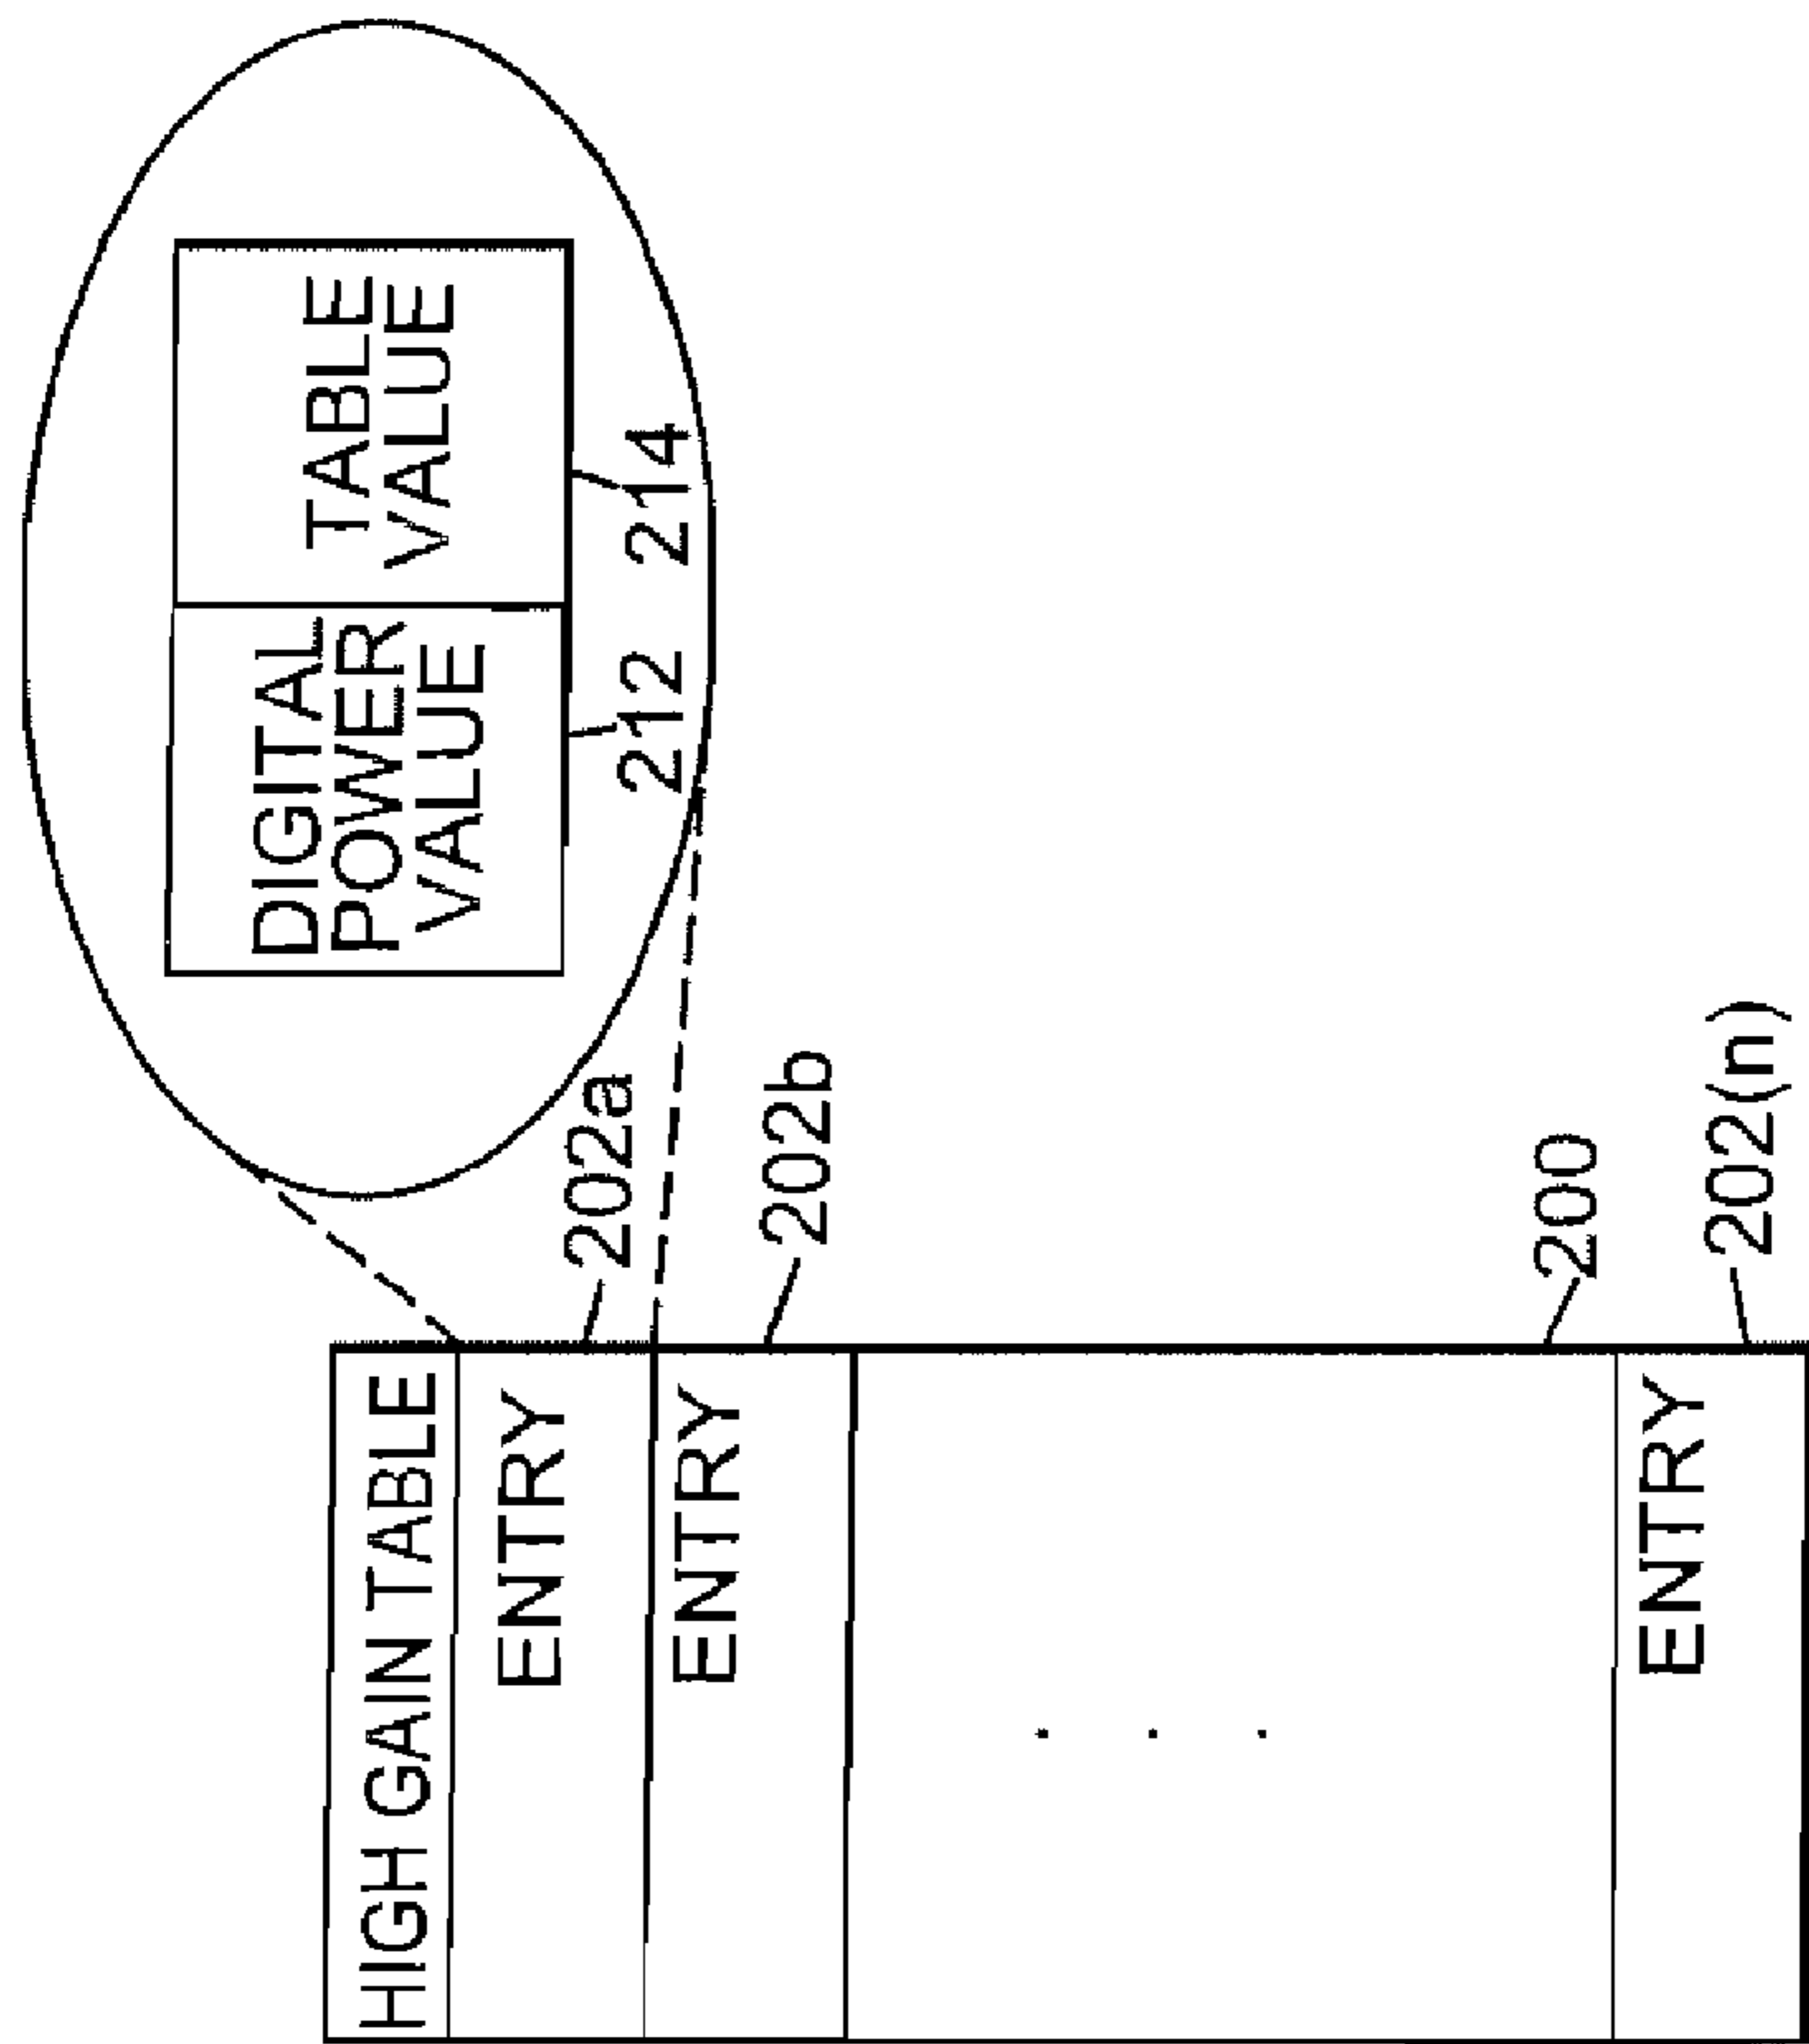 HIGH GAIN TABLE
ENTRY
202a
ENTRY
202b
.
.
.
200
ENTRY
202(n)
DIGITAL
POWER
VALUE
212
TABLE
VALUE
214